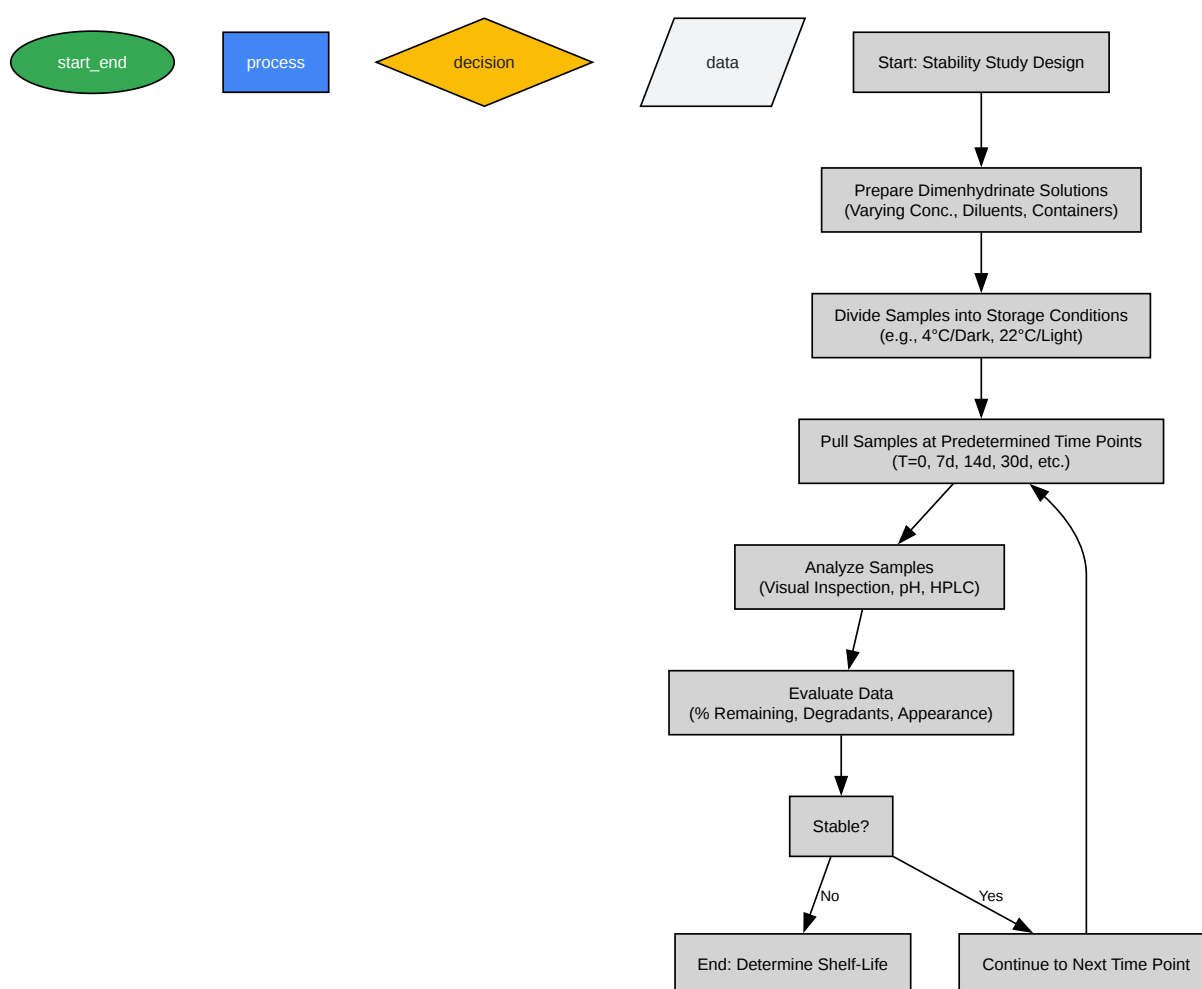 start_end
process
decision
data
Start: Stability Study Design
Prepare Dimenhydrinate Solutions
(Varying Conc., Diluents, Containers)
Divide Samples into Storage Conditions
(e.g., 4°C/Dark, 22°C/Light)
Pull Samples at Predetermined Time Points
(T=0, 7d, 14d, 30d, etc.)
Analyze Samples
(Visual Inspection, pH, HPLC)
Evaluate Data
(% Remaining, Degradants, Appearance)
Stable?
No
Yes
End: Determine Shelf-Life
Continue to Next Time Point